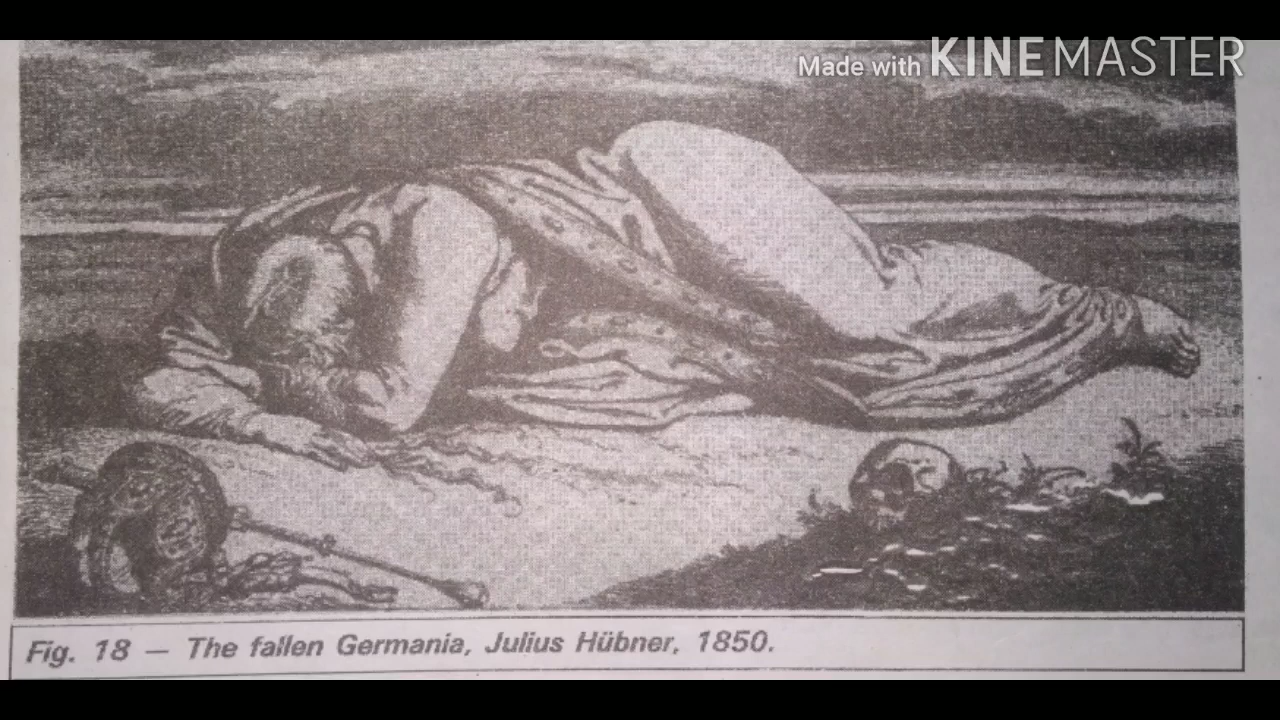 Made with KINEMASTER
Fig. 18 — The fallen Germania, Julius Hübner, 1850.